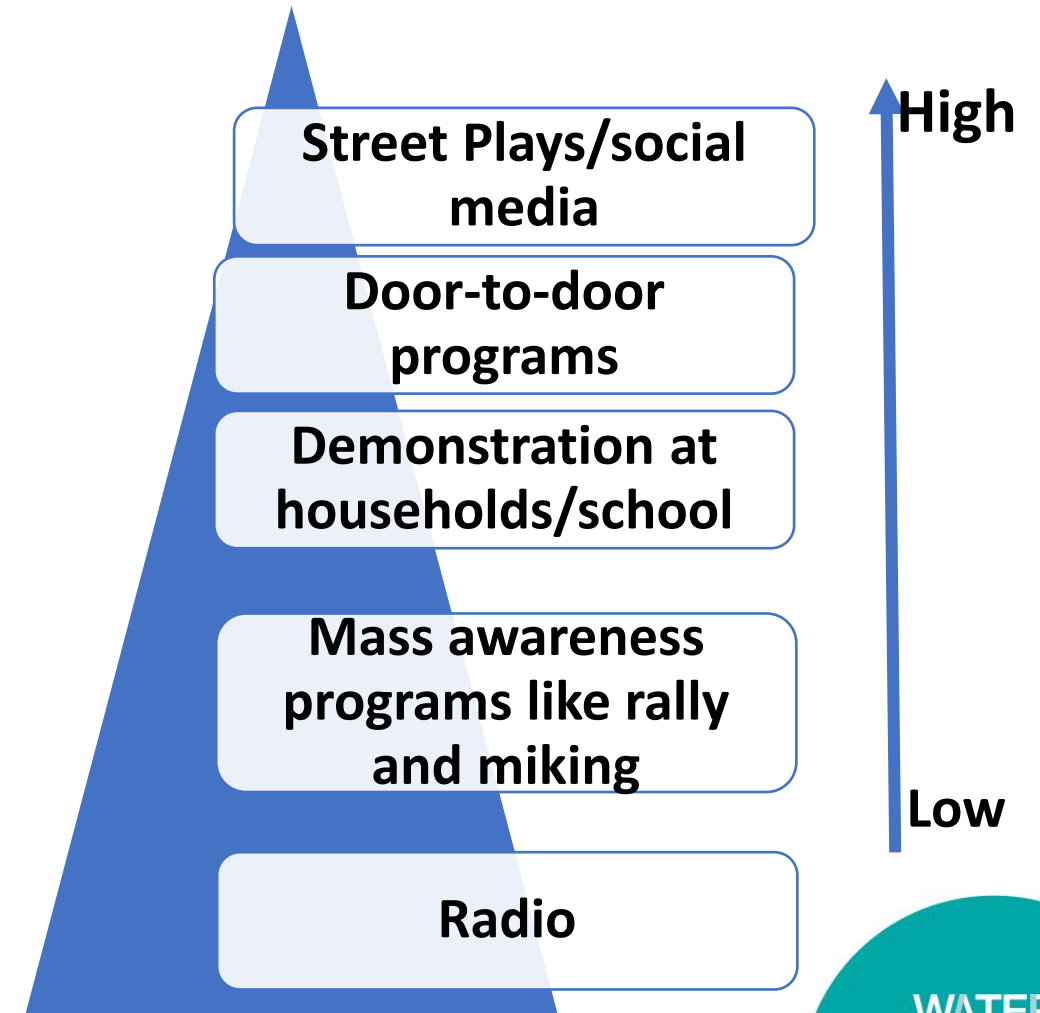 High
Street Plays/social
media
Door-to-door
programs
Demonstration at
households/school
Mass awareness
programs like rally
and miking
Low
Radio